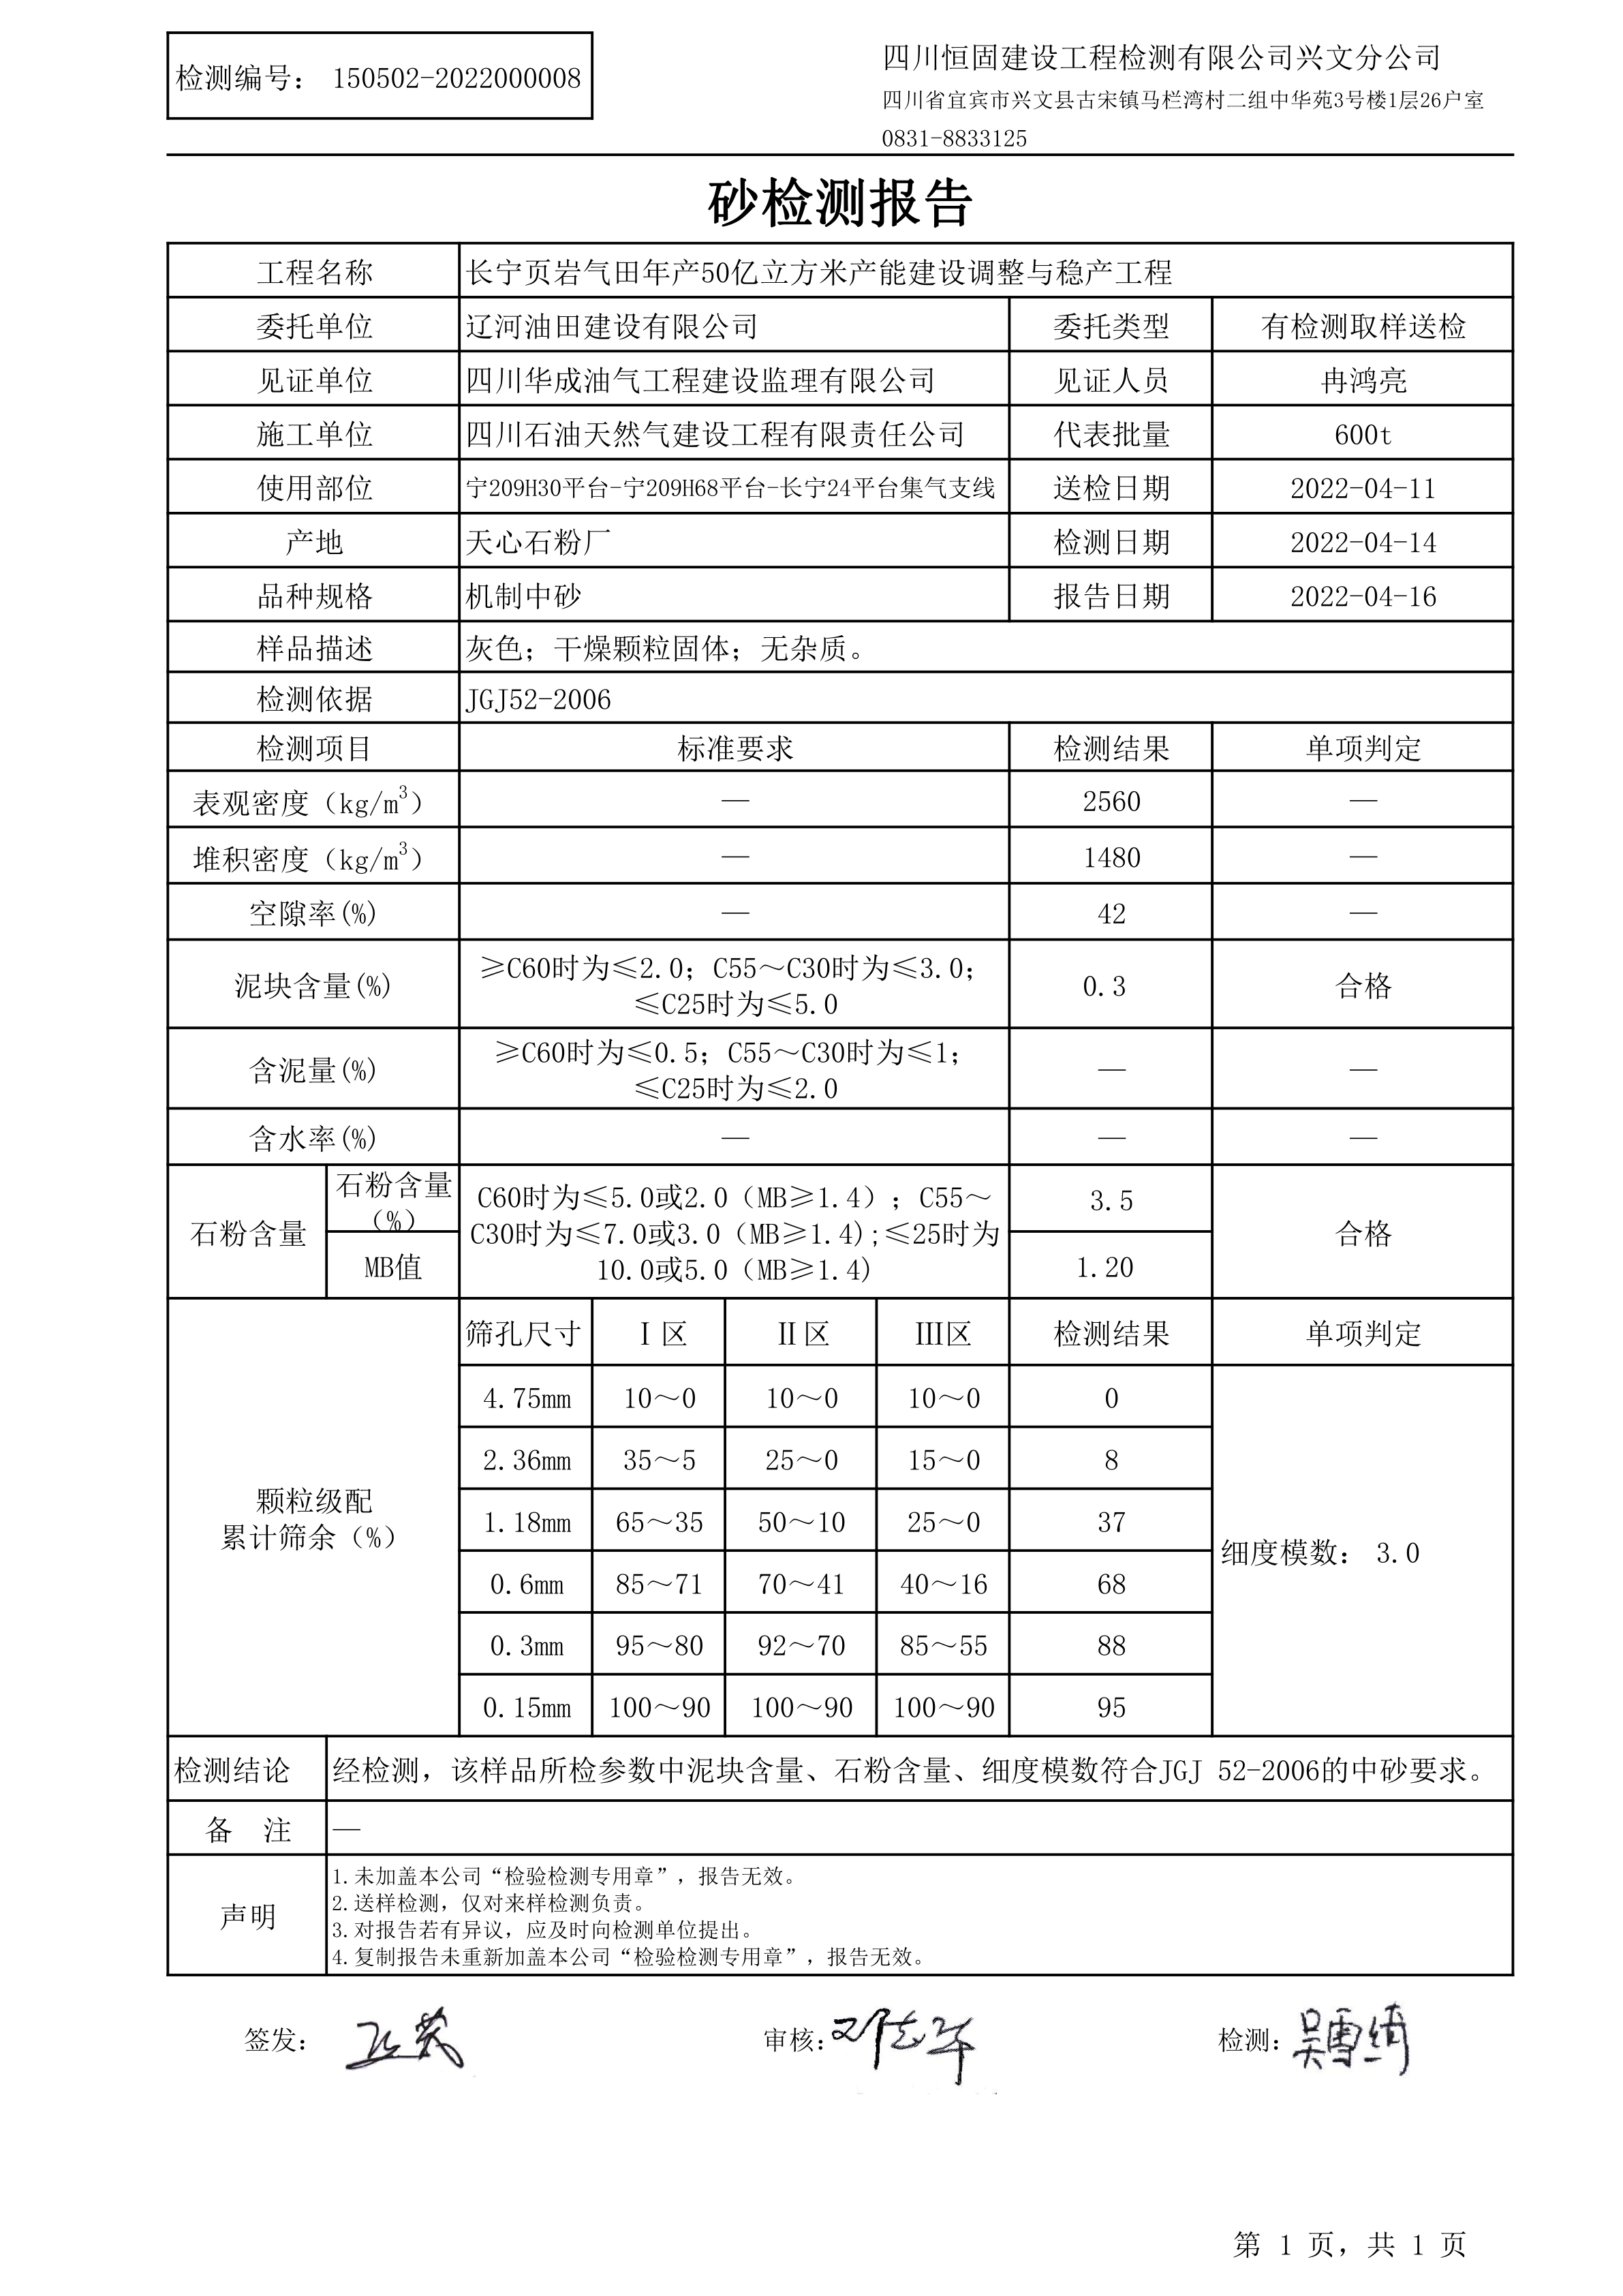 检测编号： 150502-2022000008
四川恒固建设工程检测有限公司兴文分公司
四川省宜宾市兴文县古宋镇马栏湾村二组中华苑3号楼1层26户室
0831-8833125
砂检测报告
工程名称 长宁页岩气田年产50亿立方米产能建设调整与稳产工程
委托单位 辽河油田建设有限公司 委托类型 有检测取样送检
见证单位 四川华成油气工程建设监理有限公司 见证人员 冉鸿亮
施工单位 四川石油天然气建设工程有限责任公司 代表批量 600t
使用部位 宁209H30平台-宁209H68平台-长宁24平台集气支线 送检日期 2022-04-11
产地 天心石粉厂 检测日期 2022-04-14
品种规格 机制中砂 报告日期 2022-04-16
样品描述 灰色；干燥颗粒固体；无杂质。
检测依据 JGJ52-2006
检测项目 标准要求 检测结果 单项判定
表观密度（kg/m³） — 2560 —
堆积密度（kg/m³） — 1480 —
空隙率(%) — 42 —
泥块含量(%) ≥C60时为≤2.0；C55～C30时为≤3.0；
≤C25时为≤5.0 0.3 合格
含泥量(%) ≥C60时为≤0.5；C55～C30时为≤1；
≤C25时为≤2.0 — —
含水率(%) — — —
石粉含量 石粉含量
（%） C60时为≤5.0或2.0（MB≥1.4）；C55～
C30时为≤7.0或3.0（MB≥1.4);≤25时为
10.0或5.0（MB≥1.4) 3.5 合格
MB值 1.20
筛孔尺寸 Ⅰ区 Ⅱ区 Ⅲ区 检测结果 单项判定
颗粒级配
累计筛余（%）
4.75mm 10～0 10～0 10～0 0
2.36mm 35～5 25～0 15～0 8
1.18mm 65～35 50～10 25～0 37
0.6mm 85～71 70～41 40～16 68
0.3mm 95～80 92～70 85～55 88
0.15mm 100～90 100～90 100～90 95
细度模数： 3.0
检测结论 经检测，该样品所检参数中泥块含量、石粉含量、细度模数符合JGJ 52-2006的中砂要求。
备 注 —
声明
1.未加盖本公司“检验检测专用章”，报告无效。
2.送样检测，仅对来样检测负责。
3.对报告若有异议，应及时向检测单位提出。
4.复制报告未重新加盖本公司“检验检测专用章”，报告无效。
签发： 审核： 检测：吴雪绮
第 1 页，共 1 页